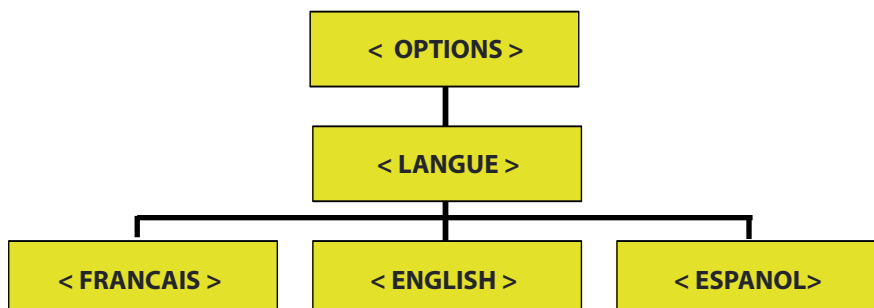 < OPTIONS >
< LANGUE >
< FRANCAIS >
< ENGLISH >
< ESPANOL>